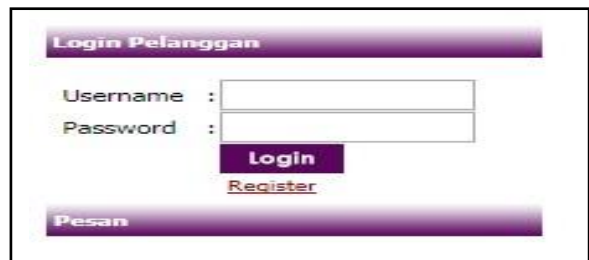 Login Pelanggan
Username :
Password :
Login
Register
Pesan